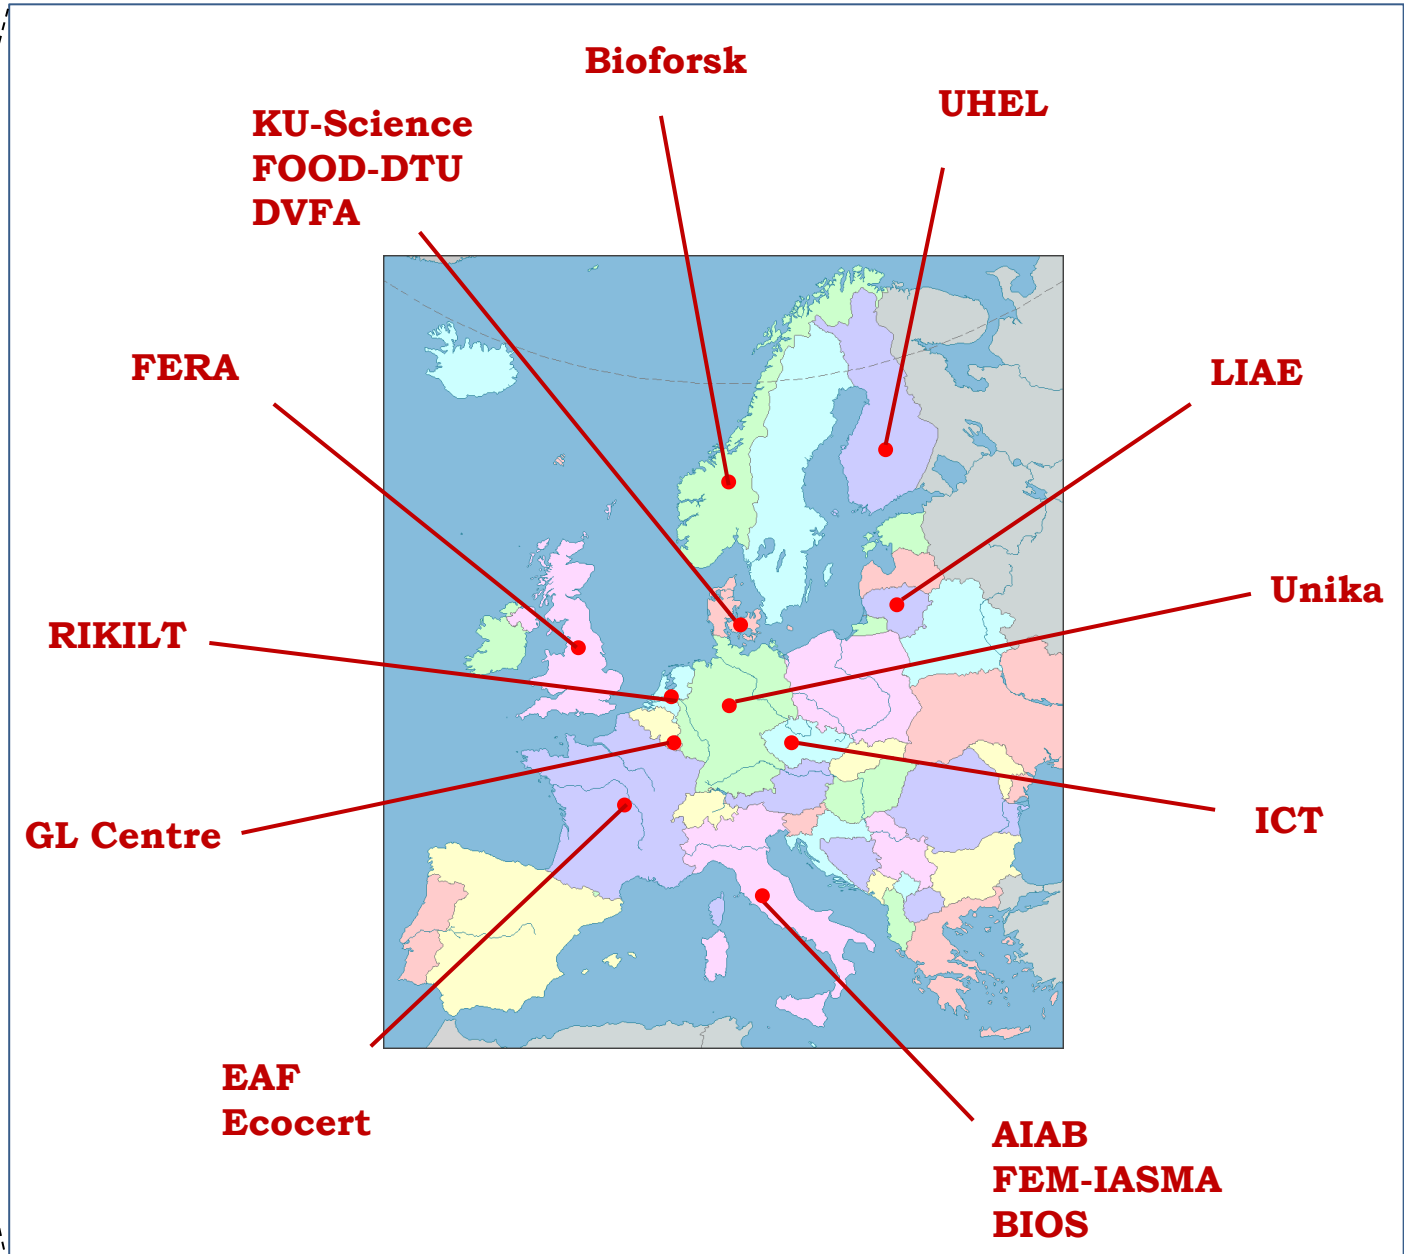 Bioforsk
UHEL
KU-Science
FOOD-DTU
DVFA
FERA
LIAE
Unika
RIKILT
GL Centre
ICT
EAF
Ecocert
AIAB
FEM-IASMA
BIOS